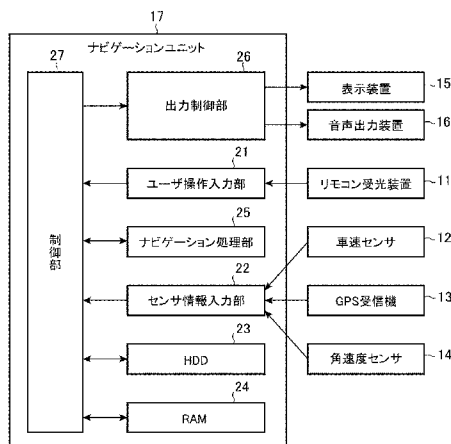 17
ナビゲーションユニット
27
26
出力制御部
表示装置
15
音声出力装置
16
21
ユーザ操作入力部
リモコン受光装置
11
25
ナビゲーション処理部
車速センサ
12
制御部
22
センサ情報入力部
GPS受信機
13
23
HDD
角速度センサ
14
24
RAM